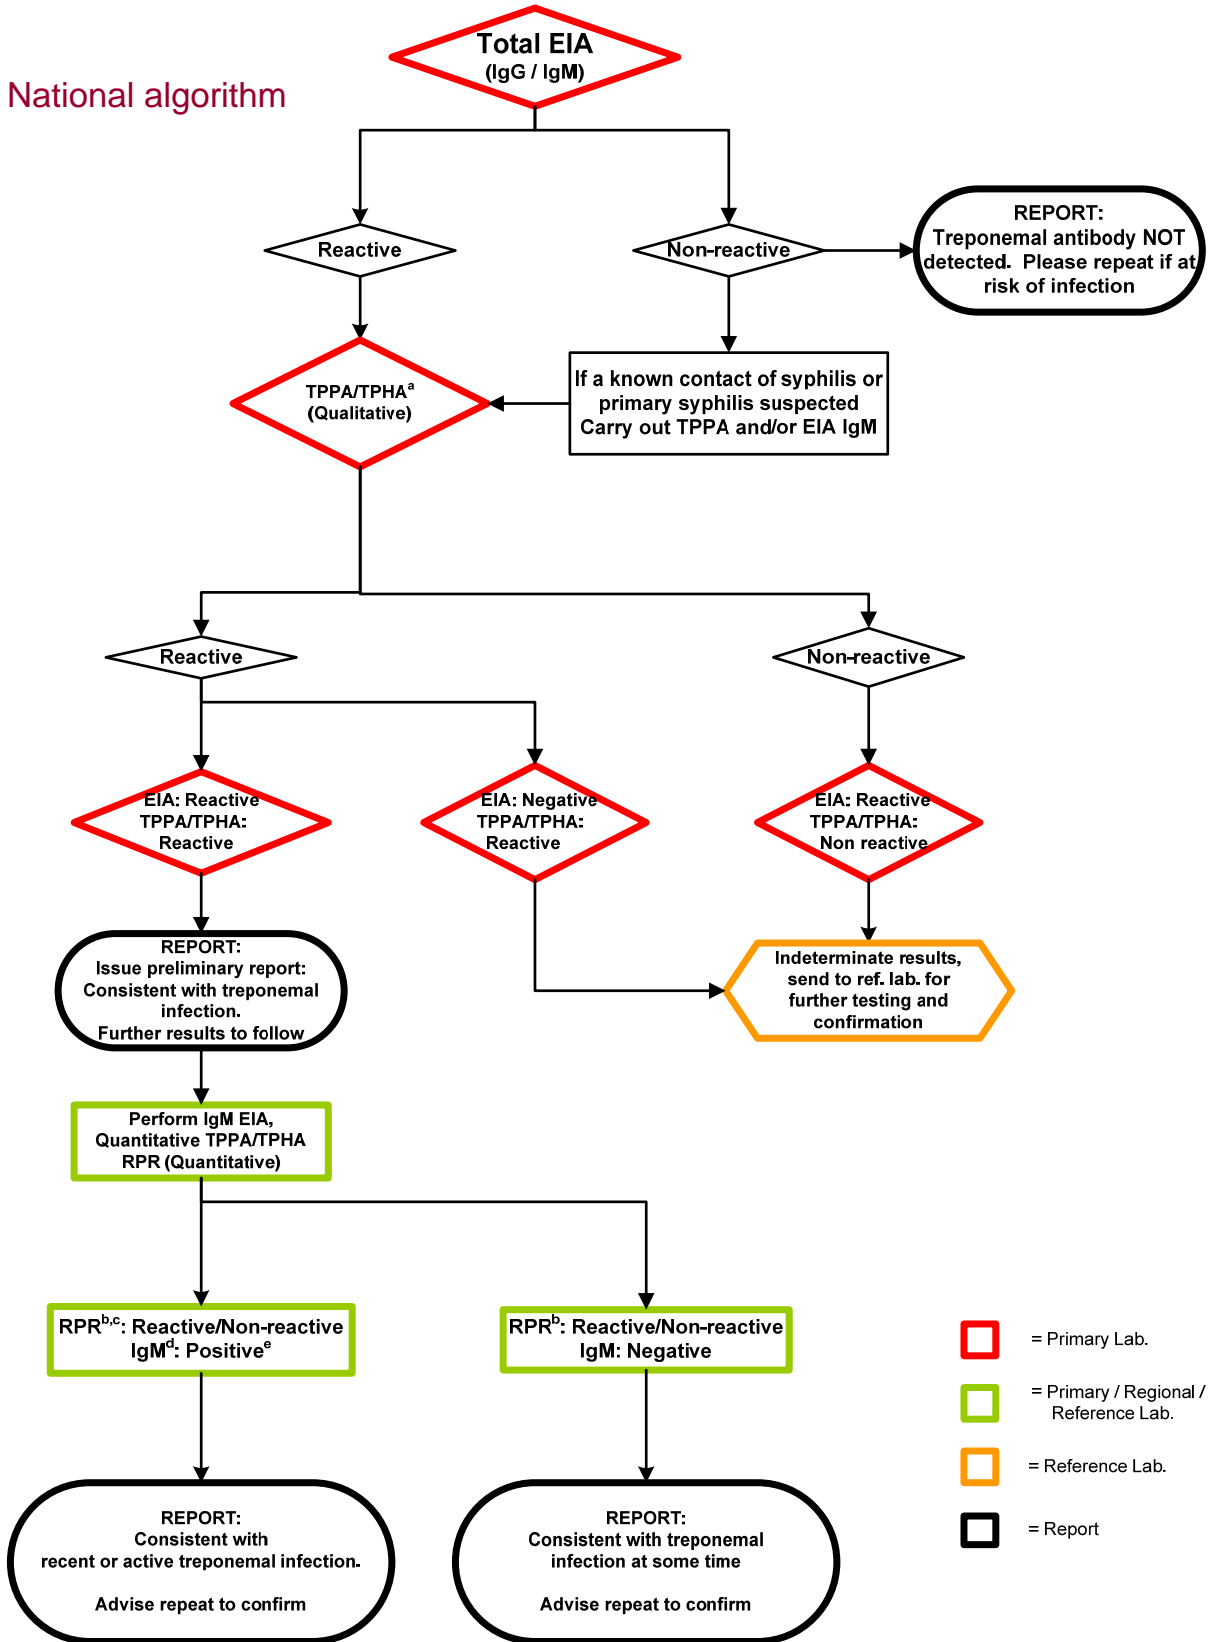 Total EIA
(IgG / IgM)
National algorithm
Reactive
Non-reactive
REPORT:
Treponemal antibody NOT
detected. Please repeat if at
risk of infection
TPPA/TPHAa
(Qualitative)
If a known contact of syphilis or
primary syphilis suspected
Carry out TPPA and/or EIA IgM
Reactive
Non-reactive
EIA: Reactive
TPPA/TPHA:
Reactive
EIA: Negative
TPPA/TPHA:
Reactive
EIA: Reactive
TPPA/TPHA:
Non reactive
REPORT:
Issue preliminary report:
Consistent with treponemal
infection.
Further results to follow
Indeterminate results,
send to ref. lab. for
further testing and
confirmation
Perform IgM EIA,
Quantitative TPPA/TPHA
RPR (Quantitative)
RPRb,c: Reactive/Non-reactive
IgMd: Positivee
RPRb: Reactive/Non-reactive
IgM: Negative
REPORT:
Consistent with
recent or active treponemal infection.
Advise repeat to confirm
REPORT:
Consistent with treponemal
infection at some time
Advise repeat to confirm
= Primary Lab.
= Primary / Regional /
Reference Lab.
= Reference Lab.
= Report